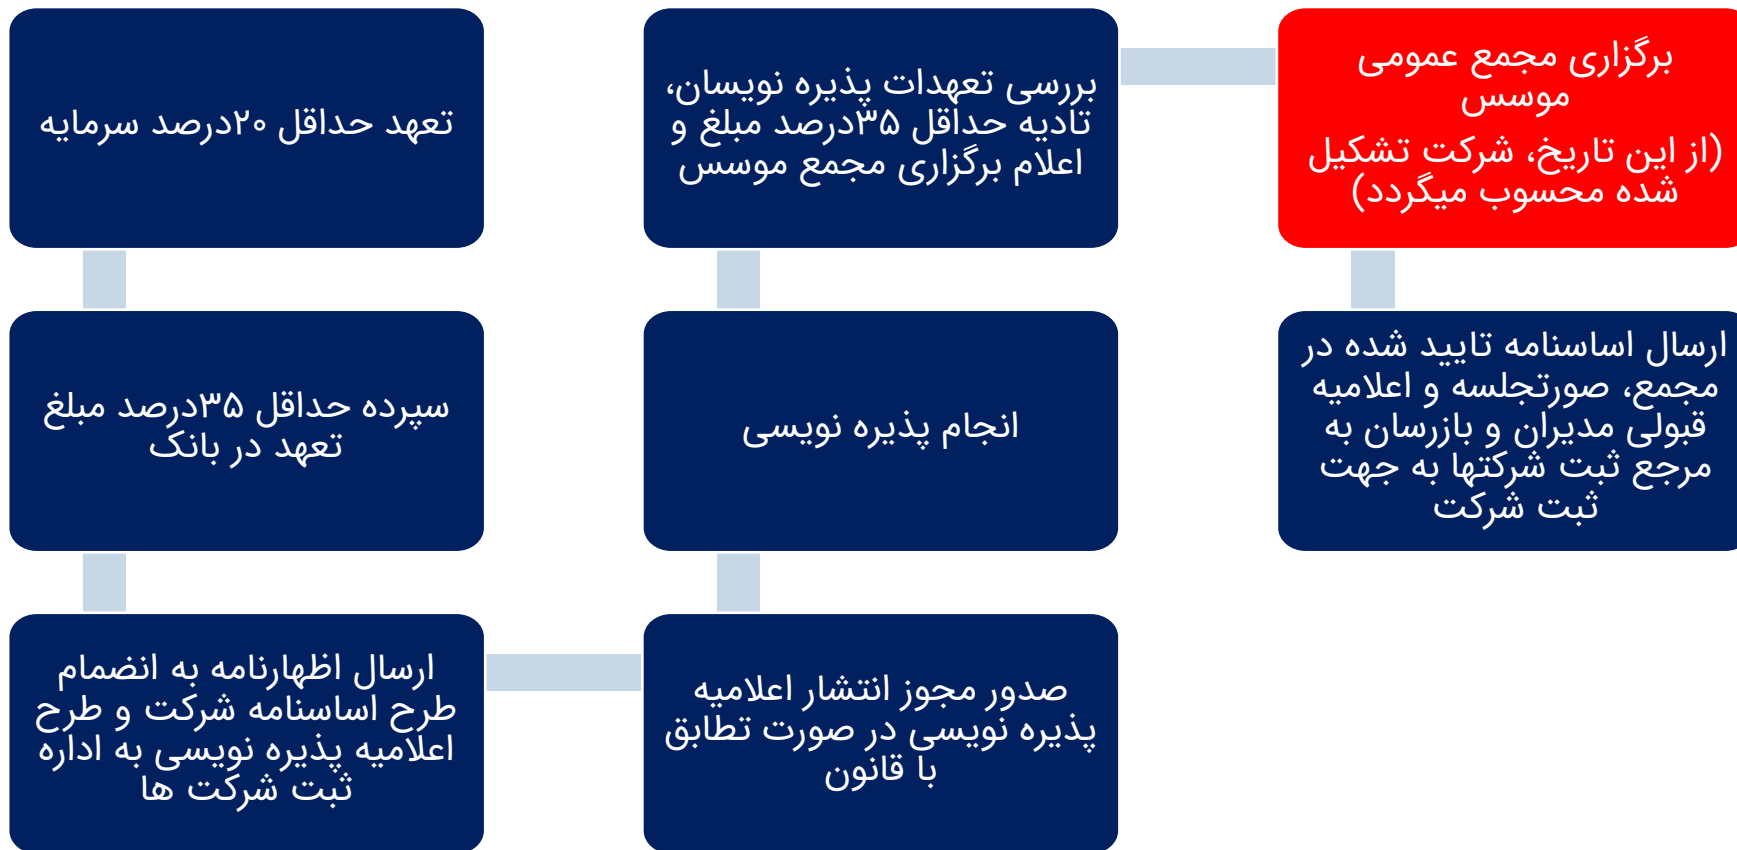 تعهد حداقل ۲۰درصد سرمایه
سپرده حداقل ۳۵درصد مبلغ
تعهد در بانک
ارسال اظهارنامه به انضمام
طرح اساسنامه شرکت و طرح
اعلامیه پذیره نویسی به اداره
ثبت شرکت ها
صدور مجوز انتشار اعلامیه
پذیره نویسی در صورت تطابق
با قانون
انجام پذیره نویسی
بررسی تعهدات پذیره نویسان،
تادیه حداقل ۳۵درصد مبلغ و
اعلام برگزاری مجمع موسس
برگزاری مجمع عمومی
موسس
(از این تاریخ، شرکت تشکیل
شده محسوب میگردد)
ارسال اساسنامه تایید شده در
مجمع، صورتجلسه و اعلامیه
قبولی مدیران و بازرسان به
مرجع ثبت شرکتها به جهت
ثبت شرکت